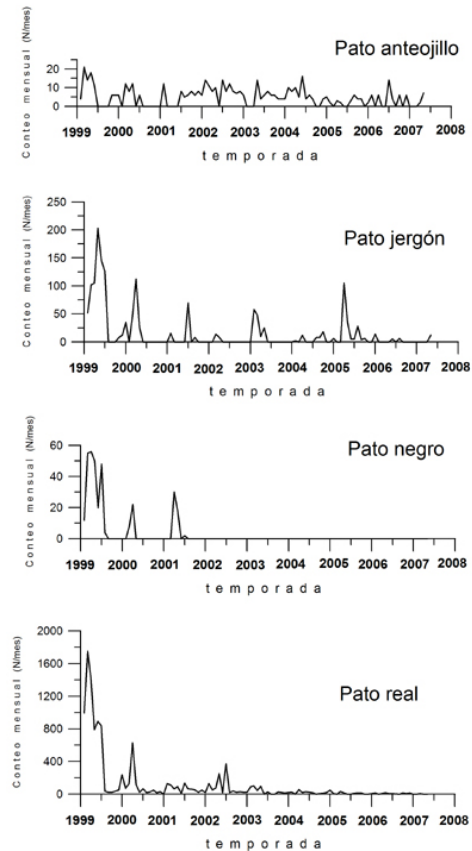 Pato anteojillo
Conteo mensual (N/mes)
20
10
0
1999 2000 2001 2002 2003 2004 2005 2006 2007 2008
temporada
Pato jergón
Conteo mensual (N/mes)
250
200
150
100
50
0
1999 2000 2001 2002 2003 2004 2005 2006 2007 2008
temporada
Pato negro
Conteo mensual (N/mes)
60
40
20
0
1999 2000 2001 2002 2003 2004 2005 2006 2007 2008
temporada
Pato real
Conteo mensual (N/mes)
2000
1600
1200
800
400
0
1999 2000 2001 2002 2003 2004 2005 2006 2007 2008
temporada